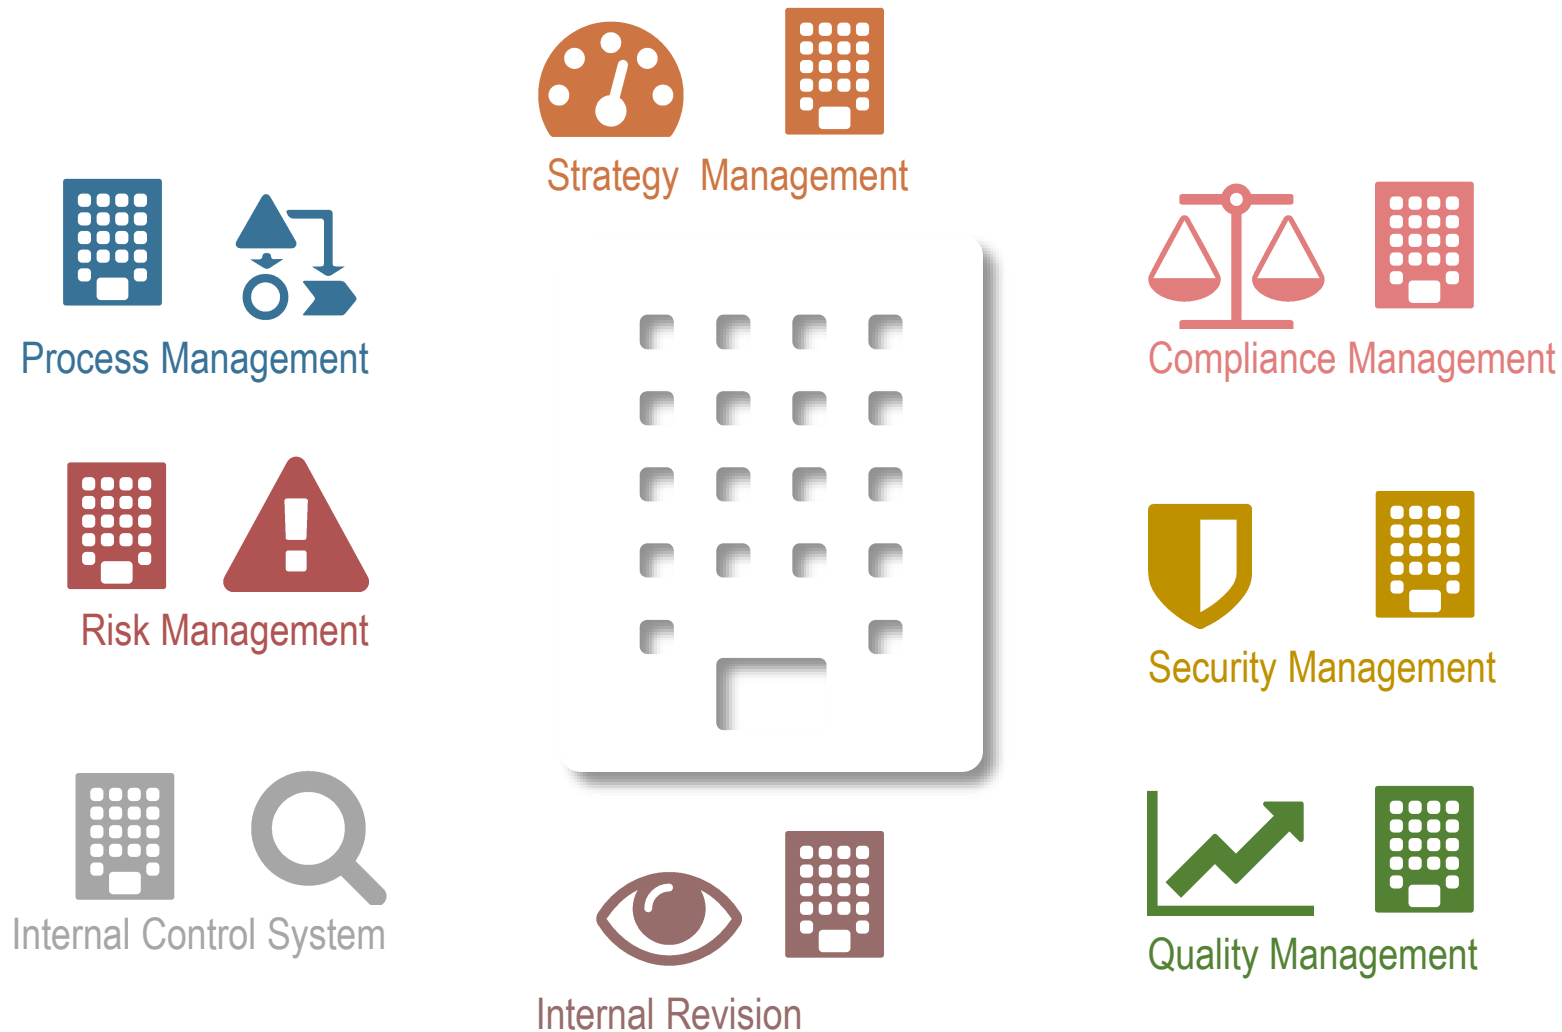 Strategy Management
Process Management
Compliance Management
Risk Management
Security Management
Internal Control System
Quality Management
Internal Revision